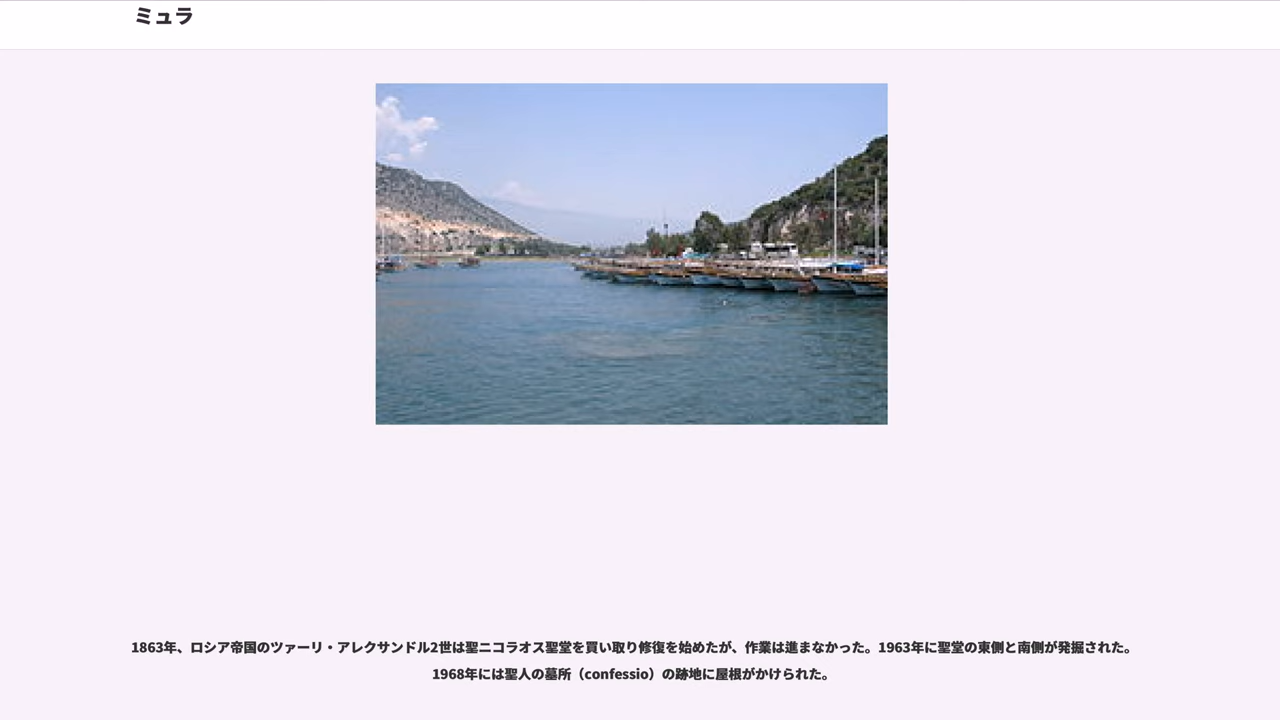 ミュラ
1863年、ロシア帝国のツァーリ・アレクサンドル2世は聖ニコラオス聖堂を買い取り修復を始めたが、作業は進まなかった。1963年に聖堂の東側と南側が発掘された。
1968年には聖人の墓所（confessio）の跡地に屋根がかけられた。